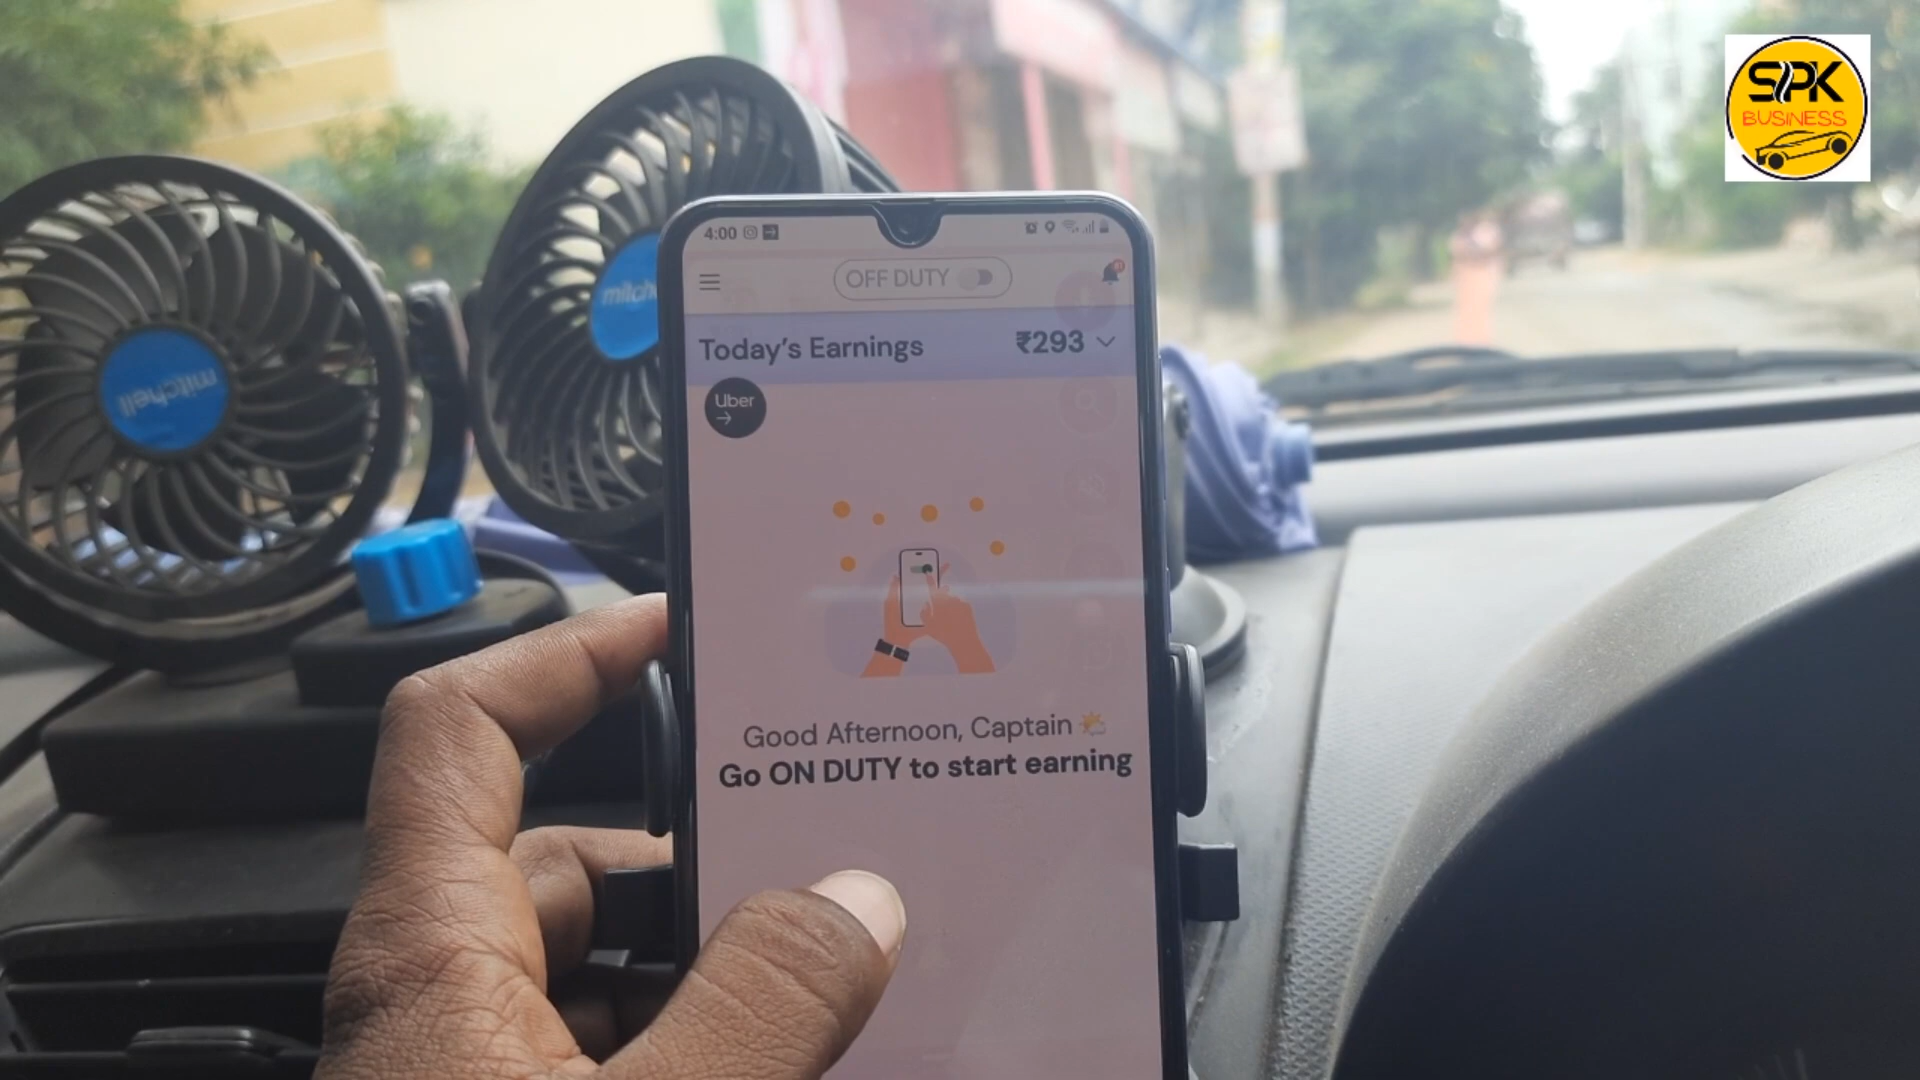 SPK
BUSINESS
4:00
OFF DUTY
Today's Earnings
₹293
Uber
Good Afternoon, Captain
Go ON DUTY to start earning
mitchell